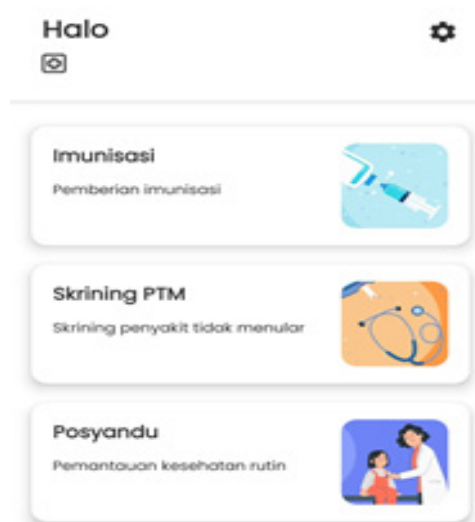 Halo
Imunisasi
Pemberian imunisasi
Skrining PTM
Skrining penyakit tidak menular
Posyandu
Pemantauan kesehatan rutin